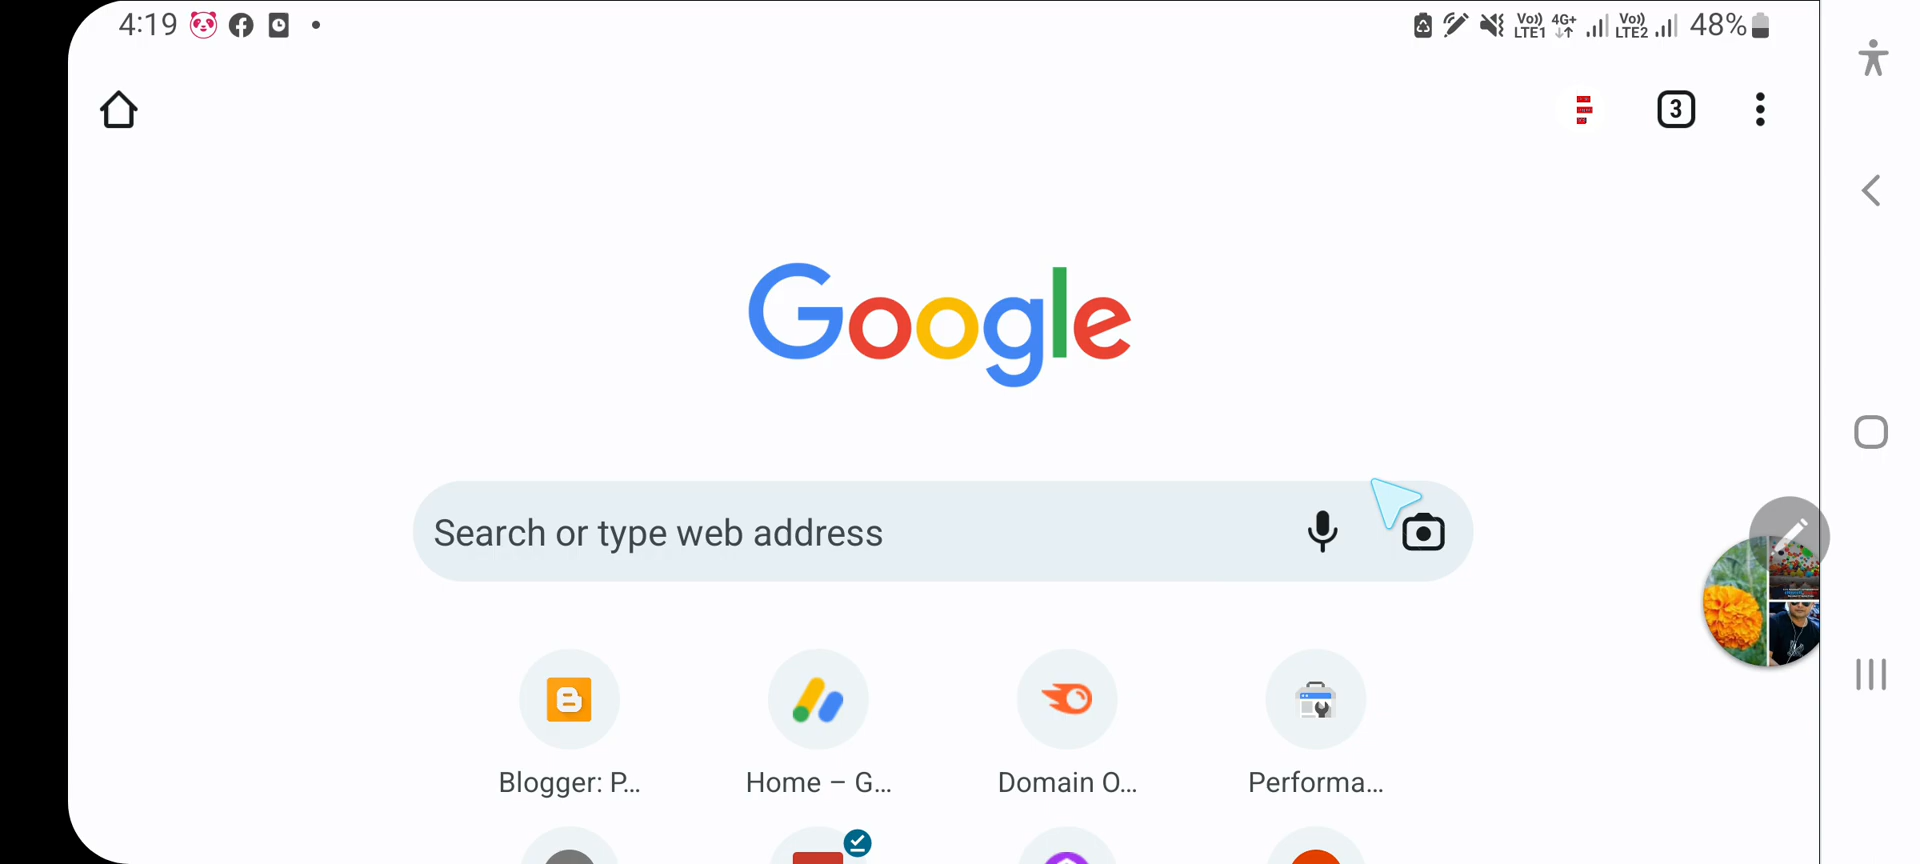 4:19
Vo)) LTE1 4G+ Vo)) LTE2 48%
3
Google
Search or type web address
Blogger: P...
Home – G...
Domain O...
Performa...